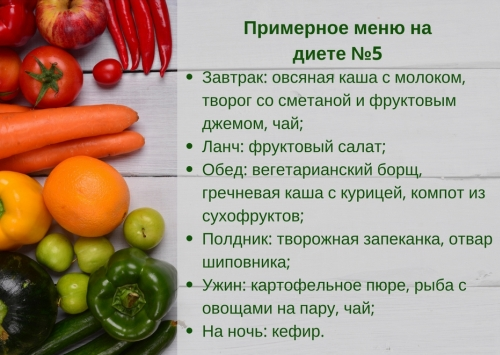 Примерное меню на
диете №5
• Завтрак: овсяная каша с молоком,
творог со сметаной и фруктовым
джемом, чай;
• Ланч: фруктовый салат;
• Обед: вегетарианский борщ,
гречневая каша с курицей, компот из
сухофруктов;
• Полдник: творожная запеканка, отвар
шиповника;
• Ужин: картофельное пюре, рыба с
овощами на пару, чай;
• На ночь: кефир.